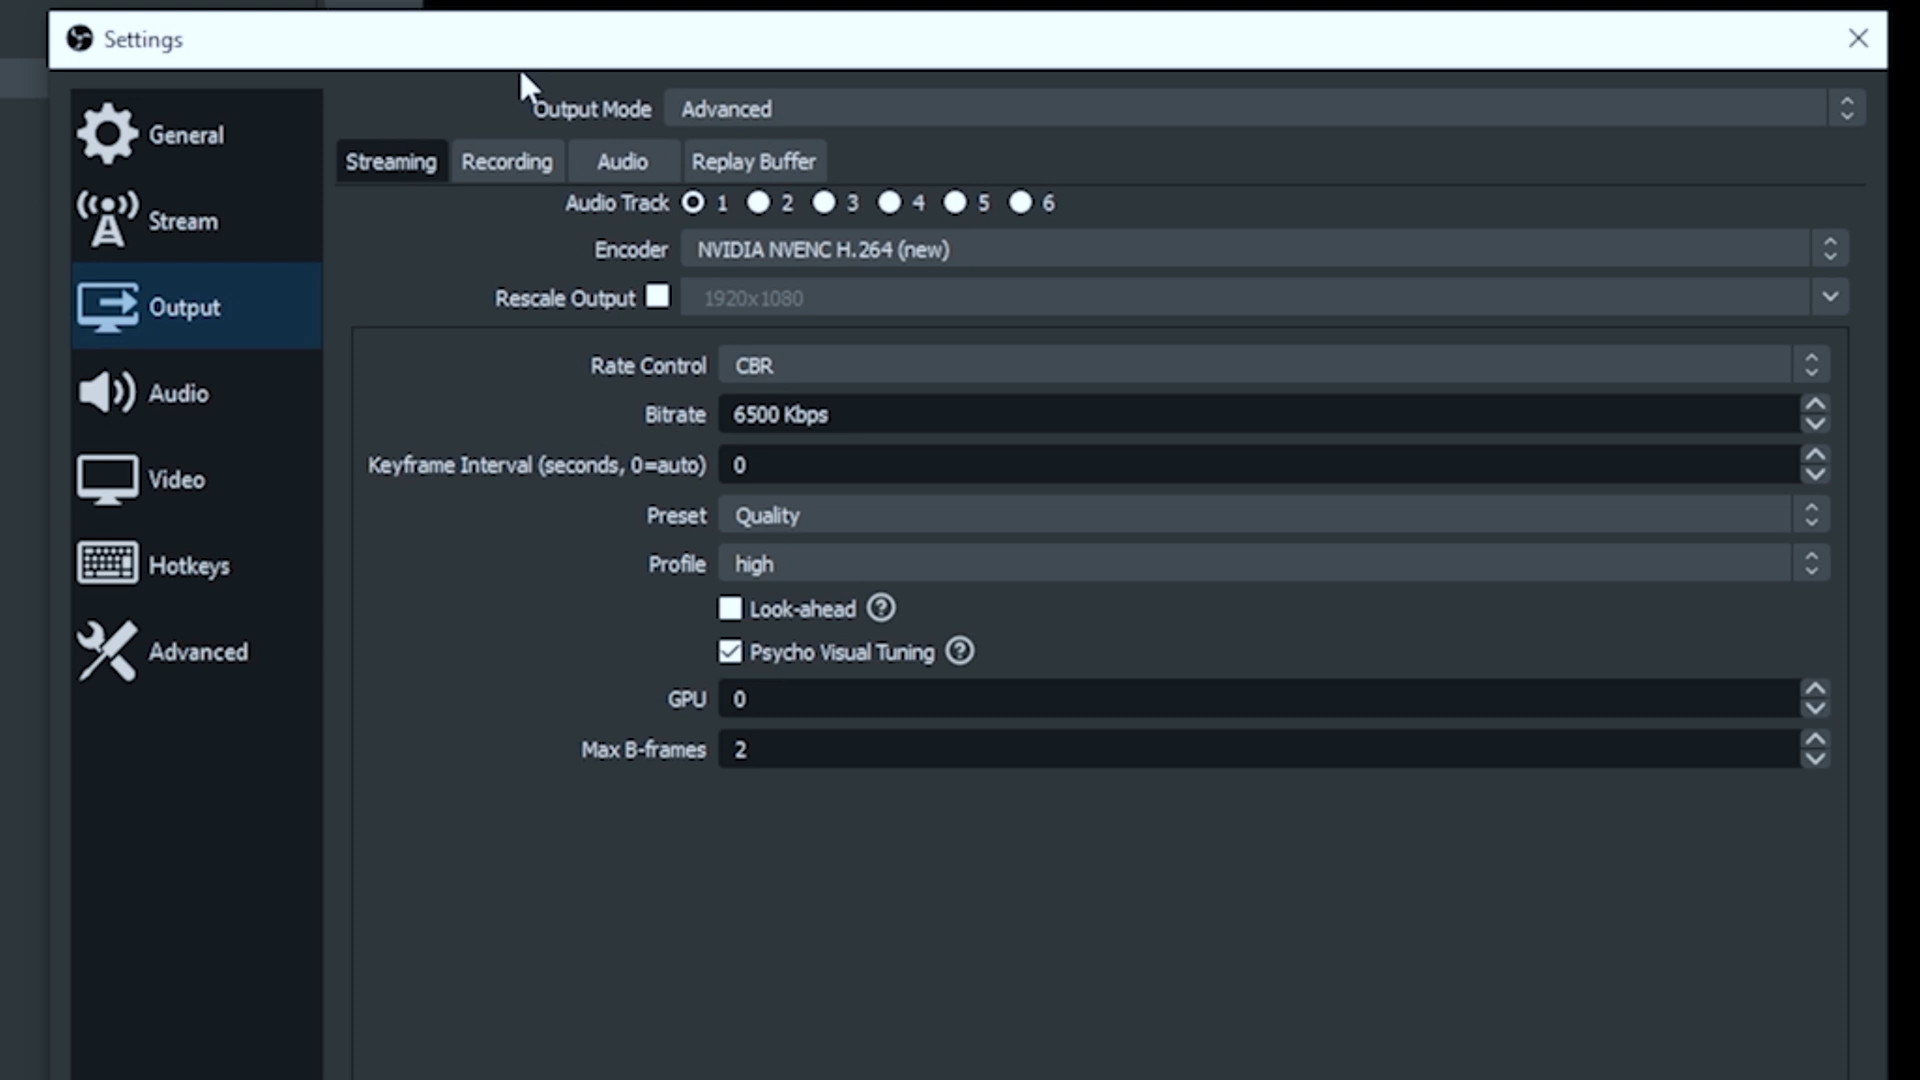 Settings
Output Mode Advanced
General
Stream
Output
Audio
Video
Hotkeys
Advanced
Streaming Recording Audio Replay Buffer
Audio Track 1 2 3 4 5 6
Encoder NVIDIA NVENC H.264 (new)
Rescale Output 1920x1080
Rate Control CBR
Bitrate 6500 Kbps
Keyframe Interval (seconds, 0=auto) 0
Preset Quality
Profile high
Look-ahead ?
Psycho Visual Tuning ?
GPU 0
Max B-frames 2